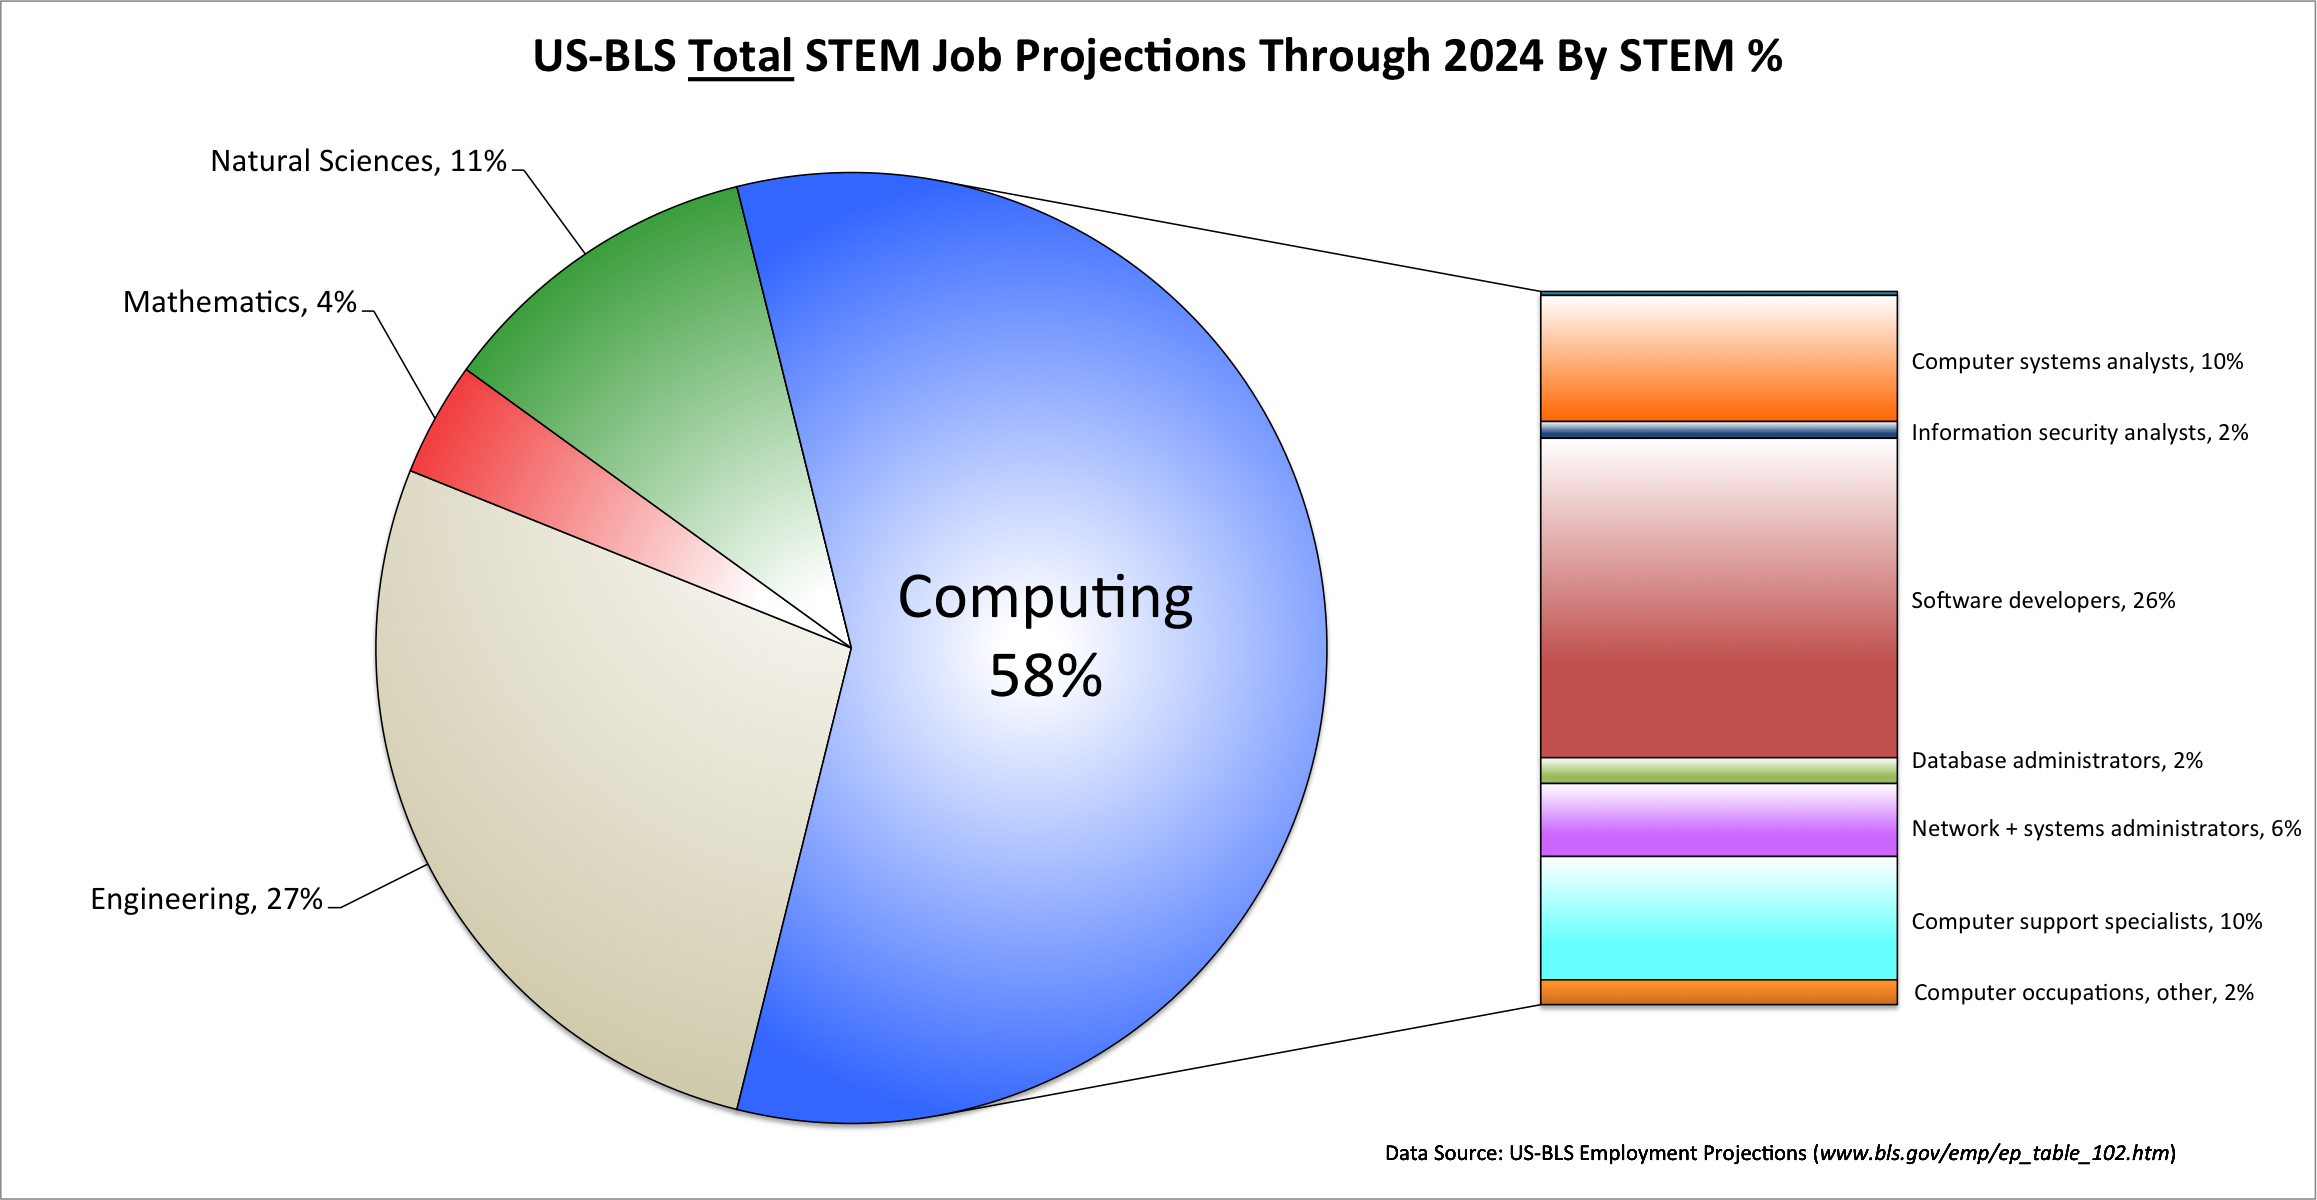 US-BLS Total STEM Job Projections Through 2024 By STEM %
Natural Sciences, 11%
Mathematics, 4%
Engineering, 27%
Computing
58%
Computer systems analysts, 10%
Information security analysts, 2%
Software developers, 26%
Database administrators, 2%
Network + systems administrators, 6%
Computer support specialists, 10%
Computer occupations, other, 2%
Data Source: US-BLS Employment Projections (www.bls.gov/emp/ep_table_102.htm)